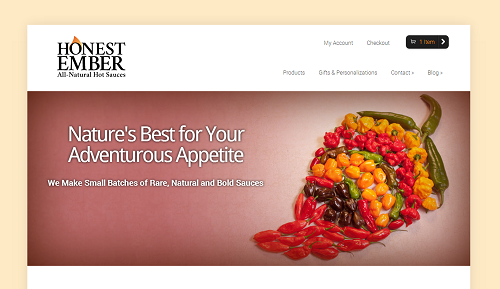 HONEST
EMBER
All-Natural Hot Sauces
My Account
Checkout
1 Item
Products
Gifts & Personalizations
Contact
Blog
Nature's Best for Your
Adventurous Appetite
We Make Small Batches of Rare, Natural and Bold Sauces